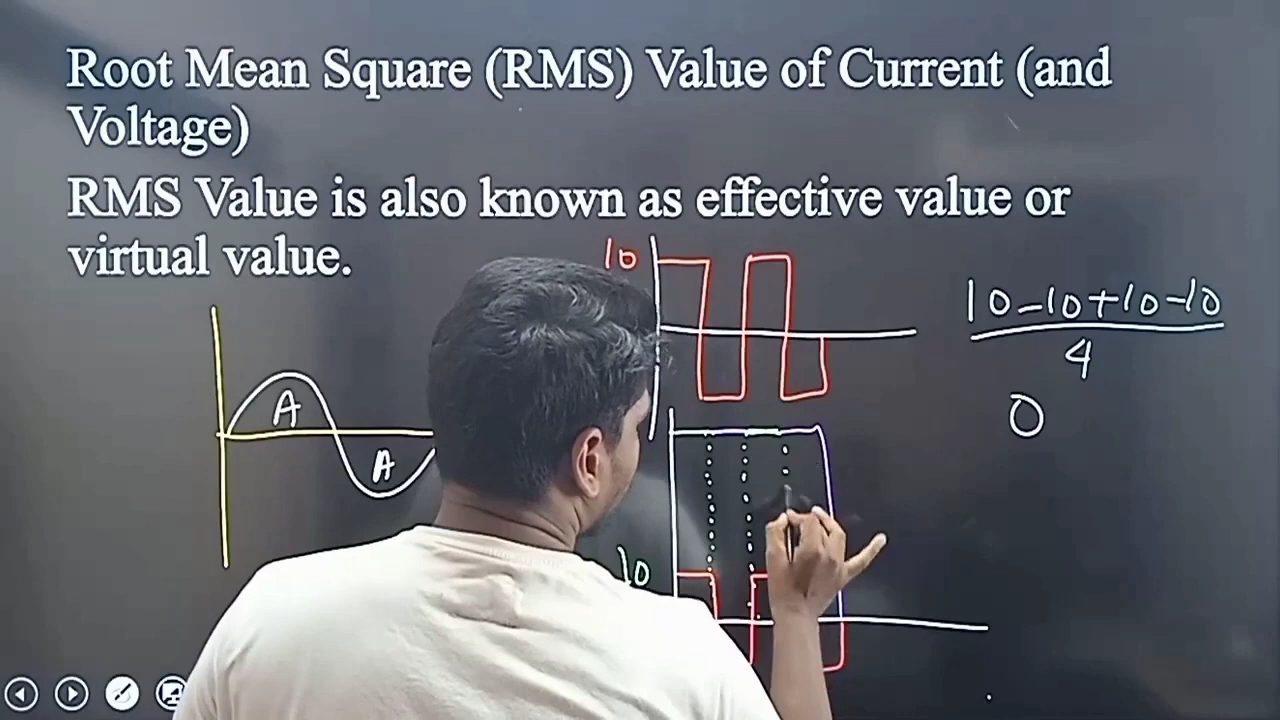 Root Mean Square (RMS) Value of Current (and
Voltage)
RMS Value is also known as effective value or
virtual value.
10
10-10+10-10
4
0
A
A
10